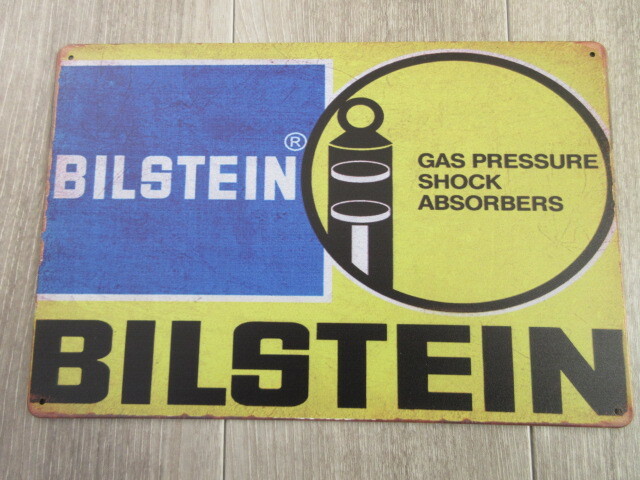 BILSTEIN®
GAS PRESSURE
SHOCK
ABSORBERS
BILSTEIN